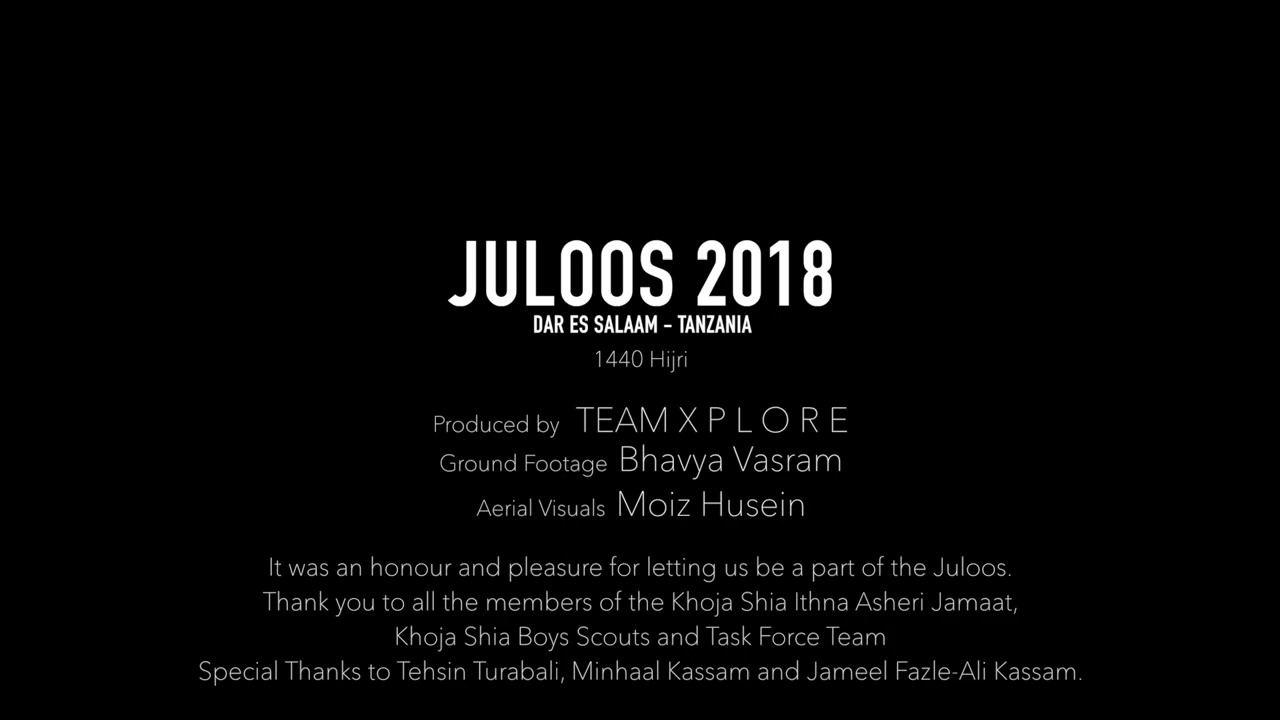 JULOOS 2018
DAR ES SALAAM – TANZANIA
1440 Hijri
Produced by TEAM X P L O R E
Ground Footage Bhavya Vasram
Aerial Visuals Moiz Husein
It was an honour and pleasure for letting us be a part of the Juloos.
Thank you to all the members of the Khoja Shia Ithna Asheri Jamaat,
Khoja Shia Boys Scouts and Task Force Team
Special Thanks to Tehsin Turabali, Minhaal Kassam and Jameel Fazle-Ali Kassam.